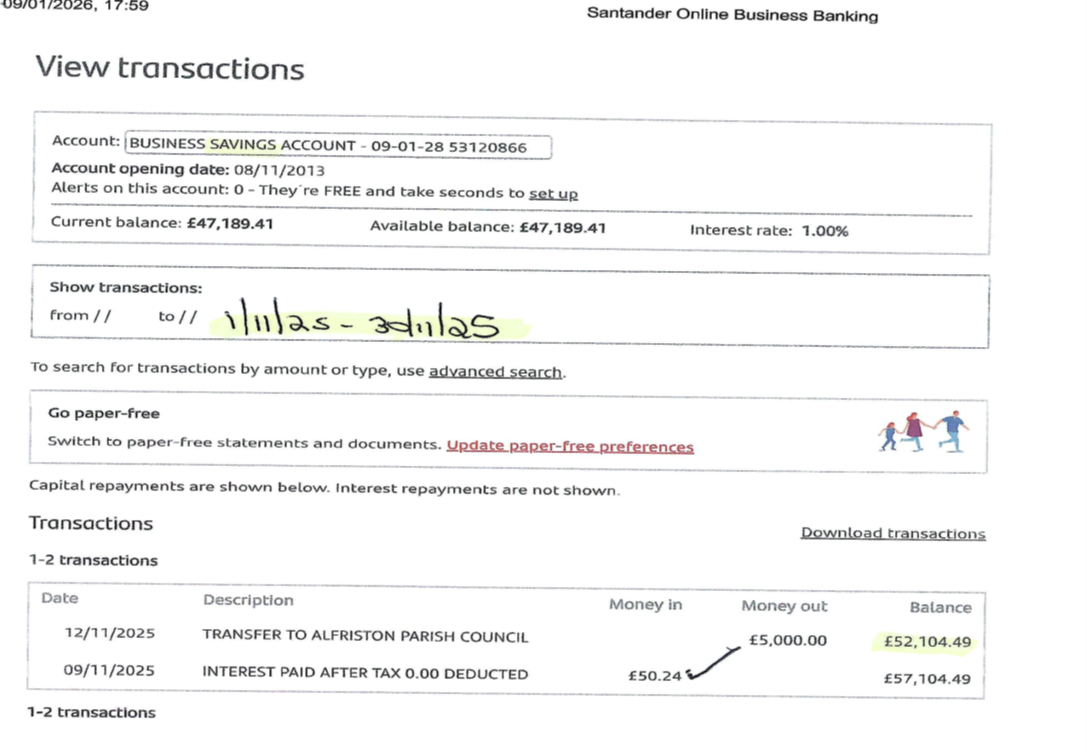 09/01/2026, 17:59
Santander Online Business Banking
View transactions
Account: BUSINESS SAVINGS ACCOUNT - 09-01-28 53120866
Account opening date: 08/11/2013
Alerts on this account: 0 - They´re FREE and take seconds to set up
Current balance: £47,189.41 Available balance: £47,189.41 Interest rate: 1.00%
Show transactions:
from // to // 1/11/25 - 30/11/25
To search for transactions by amount or type, use advanced search.
Go paper-free
Switch to paper-free statements and documents. Update paper-free preferences
Capital repayments are shown below. Interest repayments are not shown.
Transactions
Download transactions
1-2 transactions
Date Description Money in Money out Balance
12/11/2025 TRANSFER TO ALFRISTON PARISH COUNCIL £5,000.00 £52,104.49
09/11/2025 INTEREST PAID AFTER TAX 0.00 DEDUCTED £50.24 £57,104.49
1-2 transactions